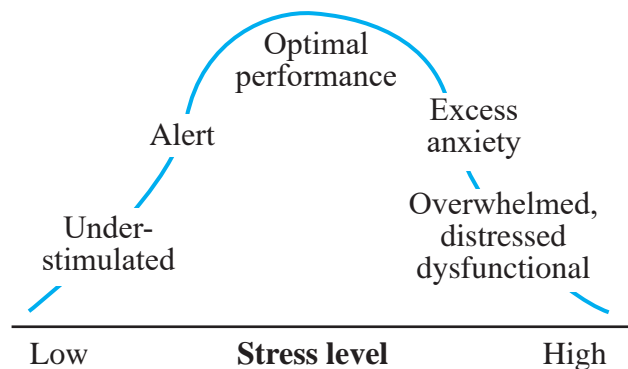 Optimal
performance
Alert
Excess
anxiety
Under-
stimulated
Overwhelmed,
distressed
dysfunctional
Low Stress level High